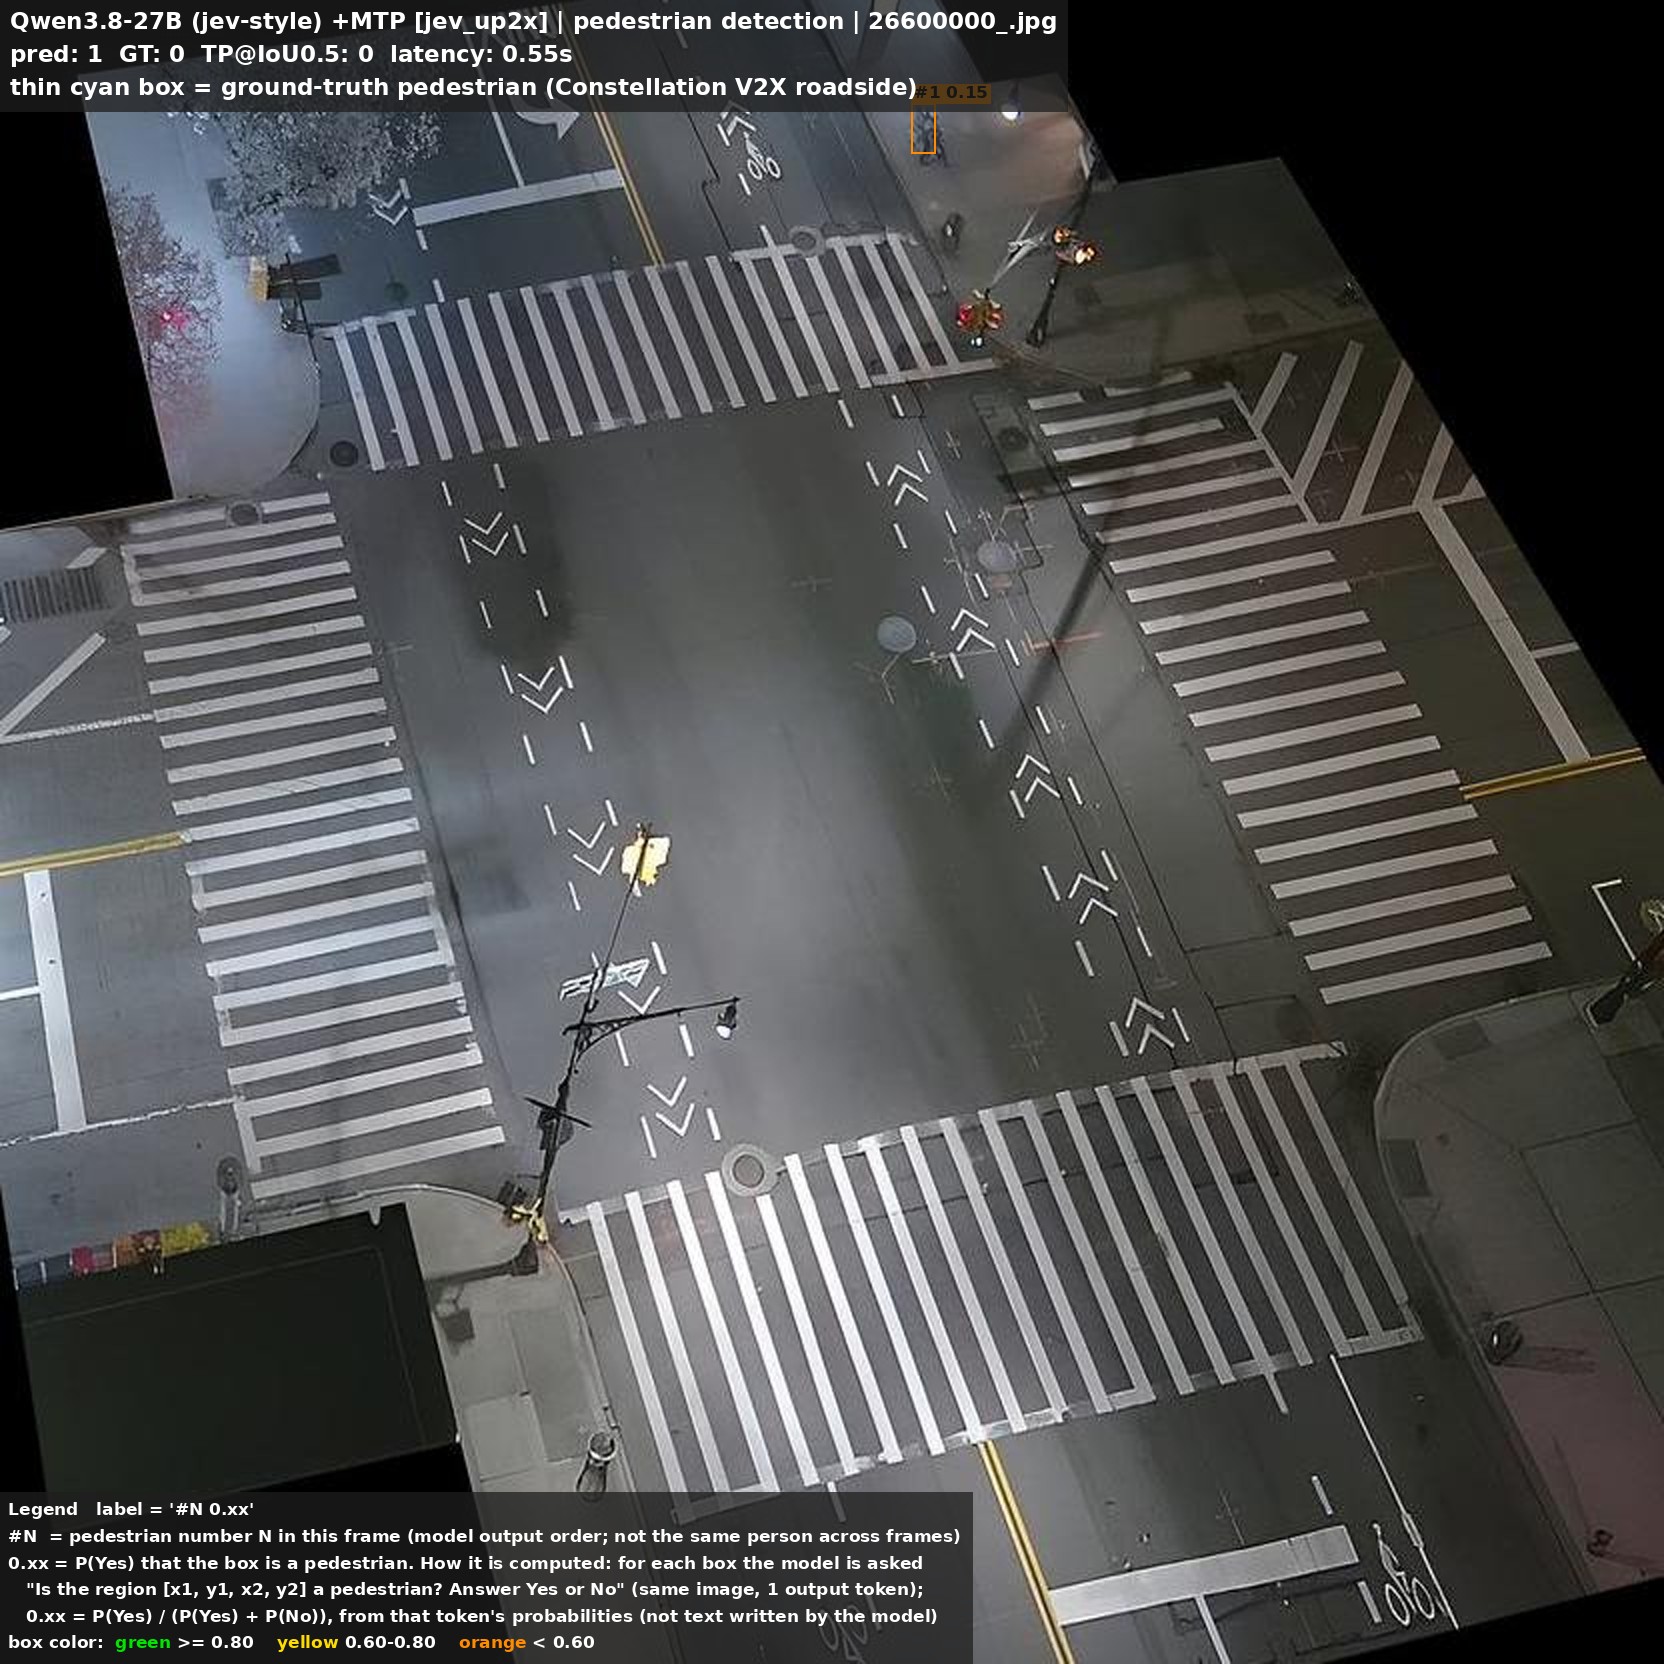 Qwen3.8-27B (jev-style) +MTP [jev_up2x] | pedestrian detection | 26600000_.jpg
pred: 1  GT: 0  TP@IoU0.5: 0  latency: 0.55s
thin cyan box = ground-truth pedestrian (Constellation V2X roadside)
#1 0.15
Legend   label = '#N 0.xx'
#N  = pedestrian number N in this frame (model output order; not the same person across frames)
0.xx = P(Yes) that the box is a pedestrian. How it is computed: for each box the model is asked
"Is the region [x1, y1, x2, y2] a pedestrian? Answer Yes or No" (same image, 1 output token);
0.xx = P(Yes) / (P(Yes) + P(No)), from that token's probabilities (not text written by the model)
box color:  green >= 0.80    yellow 0.60-0.80    orange < 0.60